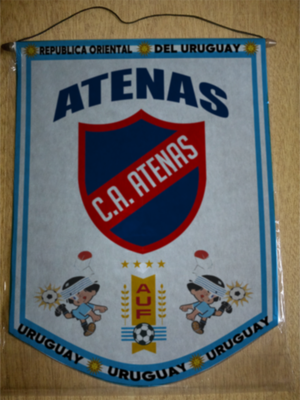 REPUBLICA ORIENTAL DEL URUGUAY
ATENAS
C.A. ATENAS
AUF
URUGUAY URUGUAY URUGUAY